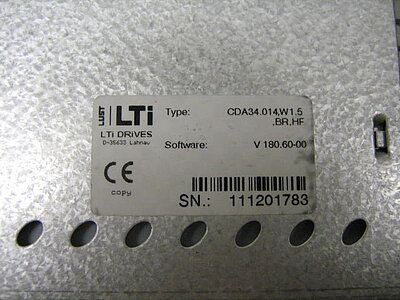 LUST LTi
LTi DRiVES
D-35633 Lahnau
Type: CDA34.014,W1.5
,BR,HF
Software: V 180.60-00
CE
copy
SN.: 111201783